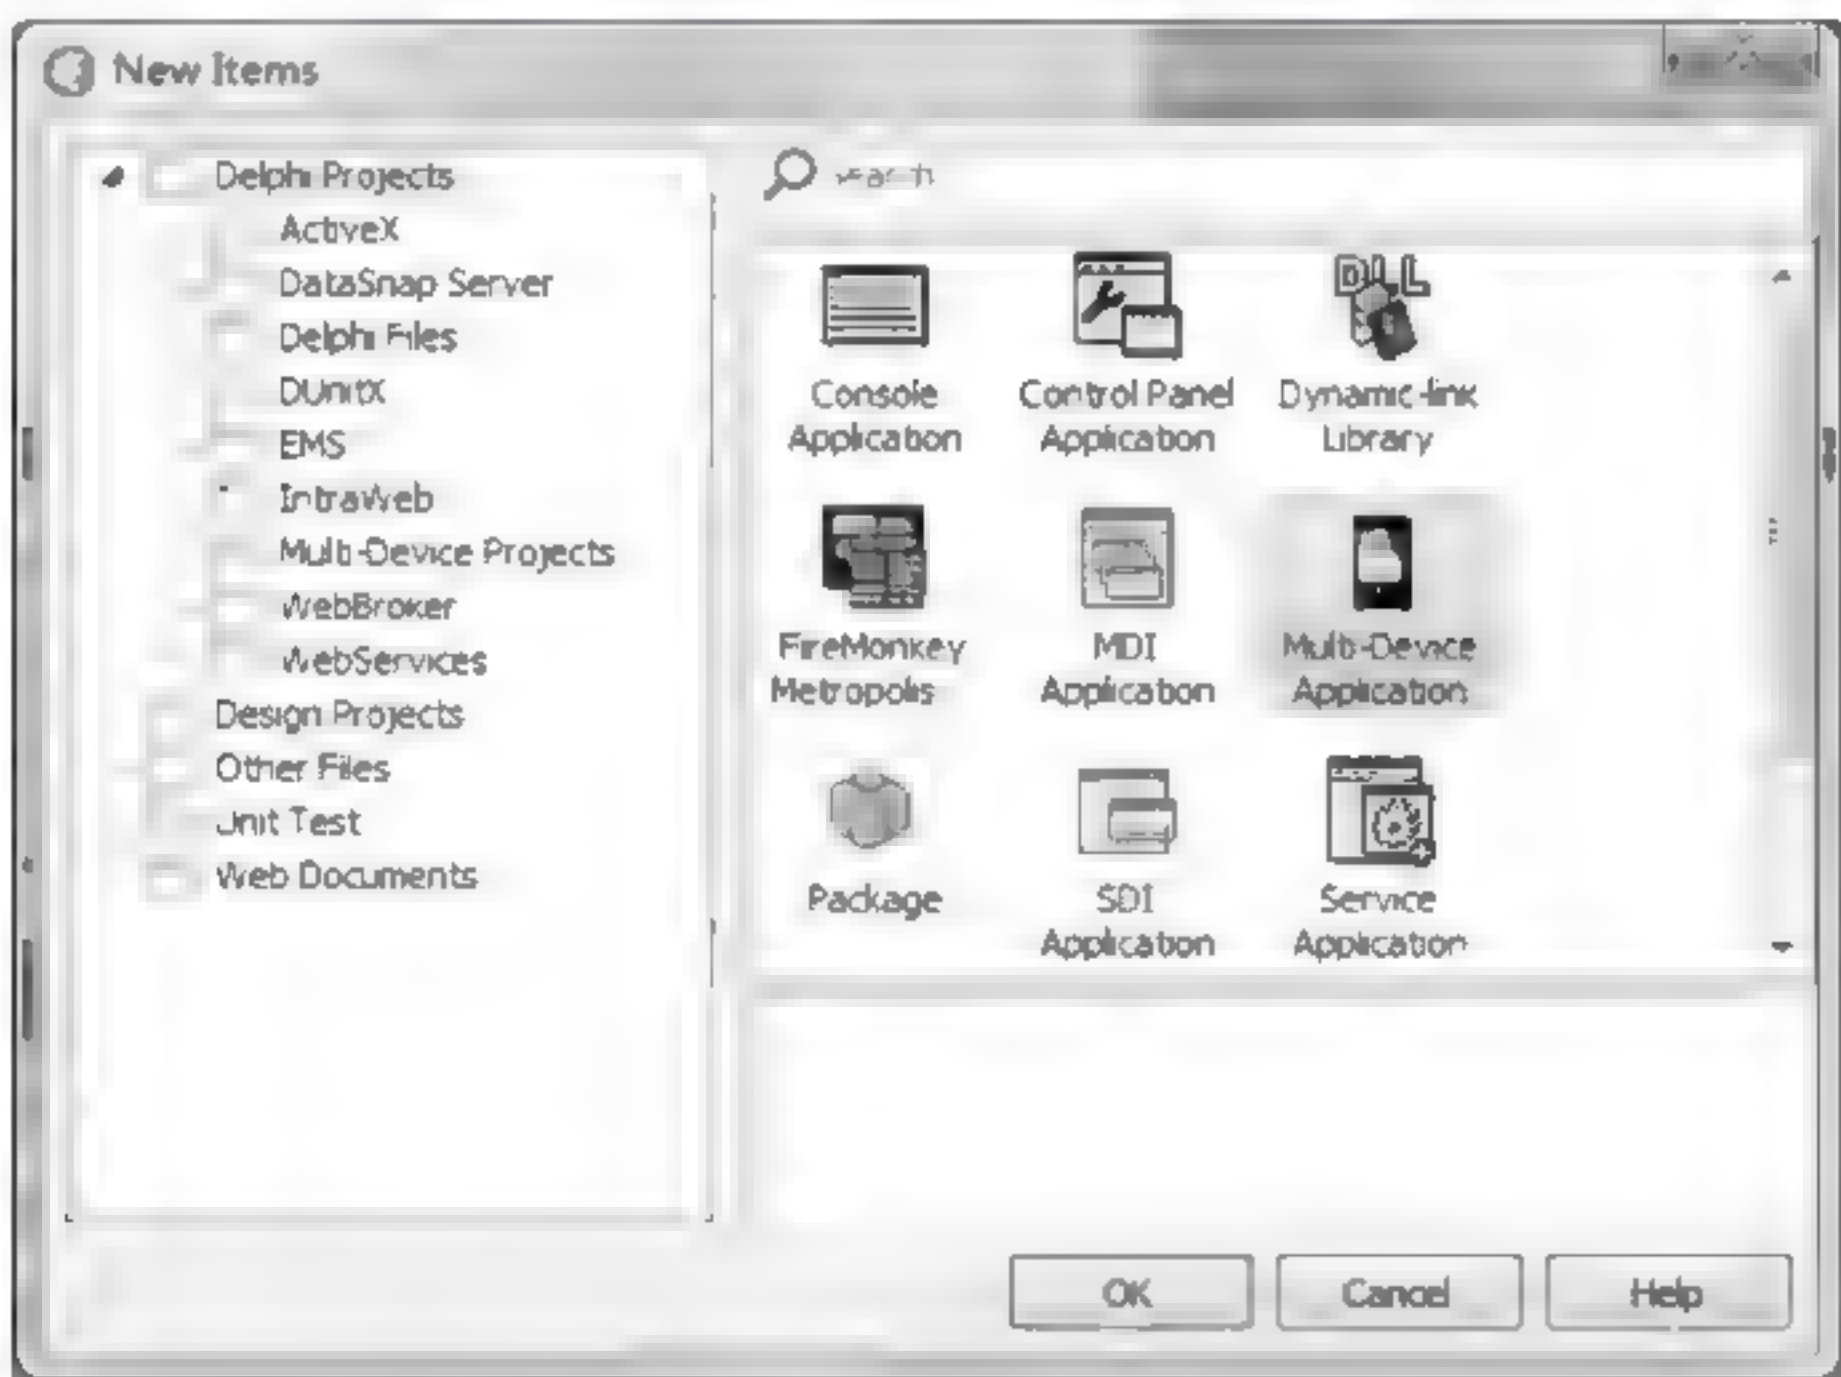 New Items
Delphi Projects
ActiveX
DataSnap Server
Delphi Files
DUnitX
EMS
IntraWeb
Multi-Device Projects
WebBroker
WebServices
Design Projects
Other Files
Unit Test
Web Documents
Search
Console
Application
Control Panel
Application
DLL
Dynamic-link
Library
FireMonkey
Metropolis
MDI
Application
Multi-Device
Application
Package
SDI
Application
Service
Application
OK
Cancel
Help